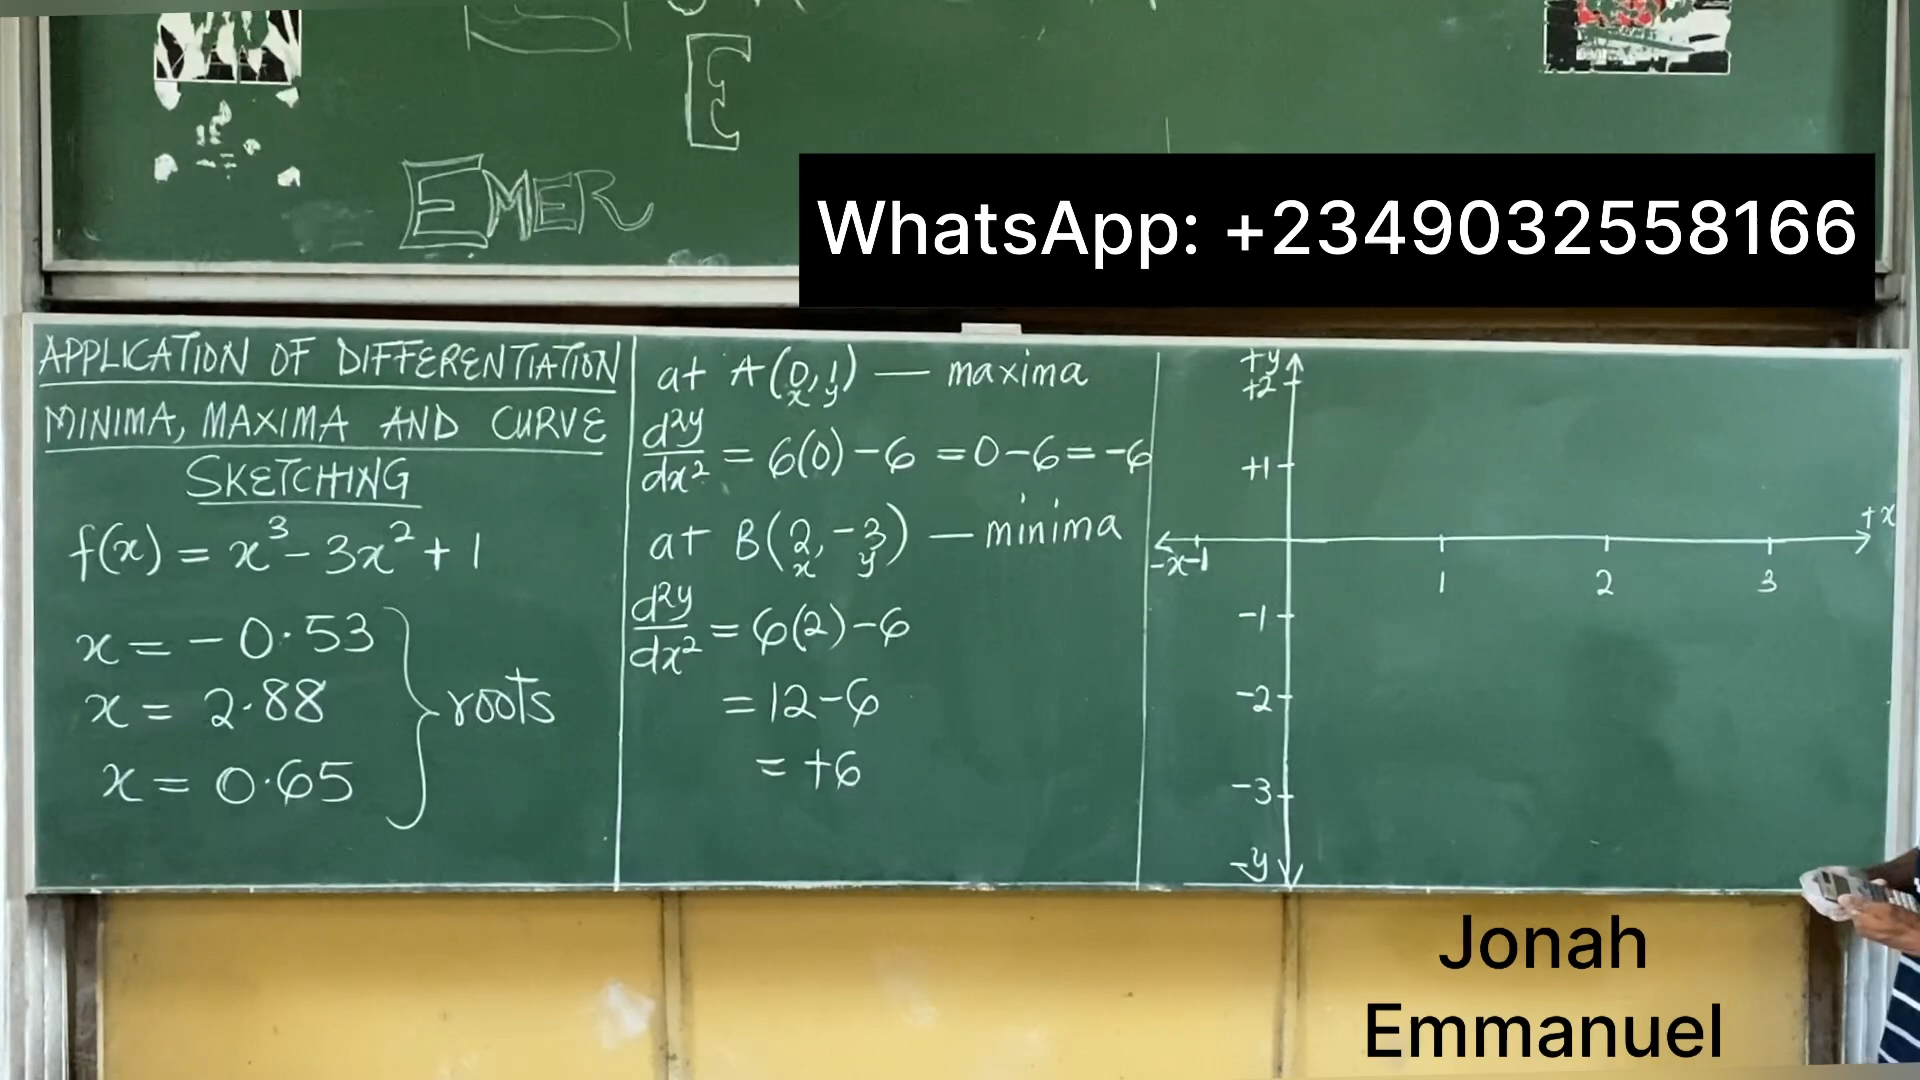 E
EMER
WhatsApp: +2349032558166
APPLICATION OF DIFFERENTIATION
MINIMA, MAXIMA AND CURVE
SKETCHING
f(x) = x³ - 3x² + 1
x = -0.53
x = 2.88
x = 0.65
roots
at A(0,1) — maxima
x y
d²y/dx² = 6(0) - 6 = 0 - 6 = -6
at B(2,-3) — minima
x y
d²y/dx² = 6(2) - 6
= 12 - 6
= +6
+y
+2
+1
+x
-x -1
1 2 3
-1
-2
-3
-y
Jonah
Emmanuel